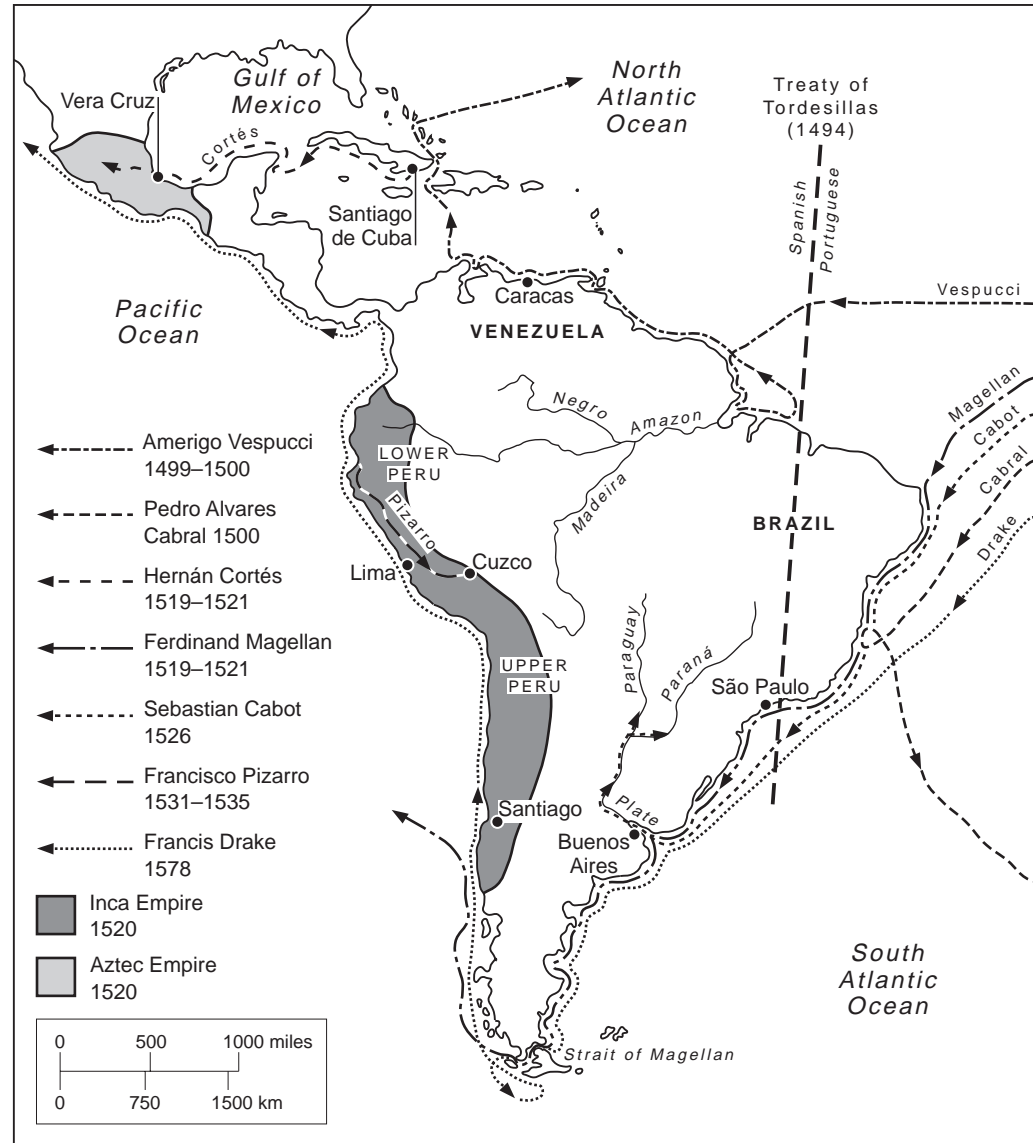 Gulf of
Mexico
North
Atlantic
Ocean
Treaty of
Tordesillas
(1494)
Vera Cruz
Cortés
Spanish
Portuguese
Santiago
de Cuba
Pacific
Ocean
Caracas
VENEZUELA
Vespucci
Magellan
Cabot
Cabral
Drake
Negro
Amazon
Madeira
LOWER
PERU
Pizarro
BRAZIL
Lima
Cuzco
Paraguay
Paraná
UPPER
PERU
São Paulo
Santiago
Plate
Buenos
Aires
South
Atlantic
Ocean
Strait of Magellan
Amerigo Vespucci
1499–1500
Pedro Alvares
Cabral 1500
Hernán Cortés
1519–1521
Ferdinand Magellan
1519–1521
Sebastian Cabot
1526
Francisco Pizarro
1531–1535
Francis Drake
1578
Inca Empire
1520
Aztec Empire
1520
0 500 1000 miles
0 750 1500 km